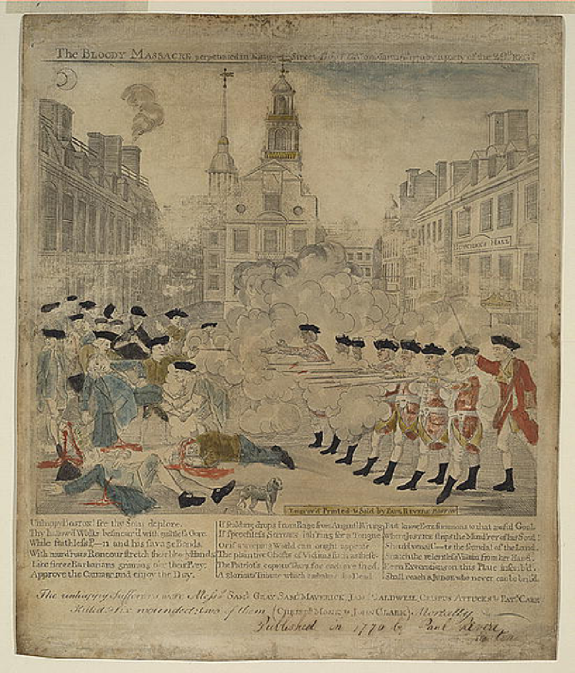 The BLOODY MASSACRE perpetrated in King Street BOSTON on March 5th 1770 by a party of the 29th REGT
BUTCHER'S HALL
Engrav'd Printed & Sold by PAUL REVERE BOSTON
Unhappy BOSTON! see thy Sons deplore,
Thy hallow'd Walks besmear'd with guiltless Gore:
While faithless P—n and his savage Bands,
With murd'rous Rancour stretch their bloody Hands;
Like fierce Barbarians grinning o'er their Prey,
Approve the Carnage, and enjoy the Day.
If scalding drops from Rage from Anguish Wrung
If speechless Sorrows lab'ring for a Tongue,
Or if a weeping World can ought appease
The plaintive Ghosts of Victims such as these;
The Patriot's copious Tears for each are shed,
A glorious Tribute which embalms the Dead.
But know, FATE summons to that awful Goal,
Where JUSTICE strips the Murd'rer of his Soul:
Should venal C—ts the scandal of the Land,
Snatch the relentless Villain from her Hand,
Keen Execrations on this Plate inscrib'd,
Shall reach a JUDGE who never can be brib'd.
The unhappy Sufferers were Messrs SAML GRAY, SAML MAVERICK, JAMS CALDWELL, CRISPUS ATTUCKS & PATK CARR
Killed. Six wounded; two of them (CHRISTR MONK & JOHN CLARK) Mortally
Published in 1770 by Paul Revere
Boston